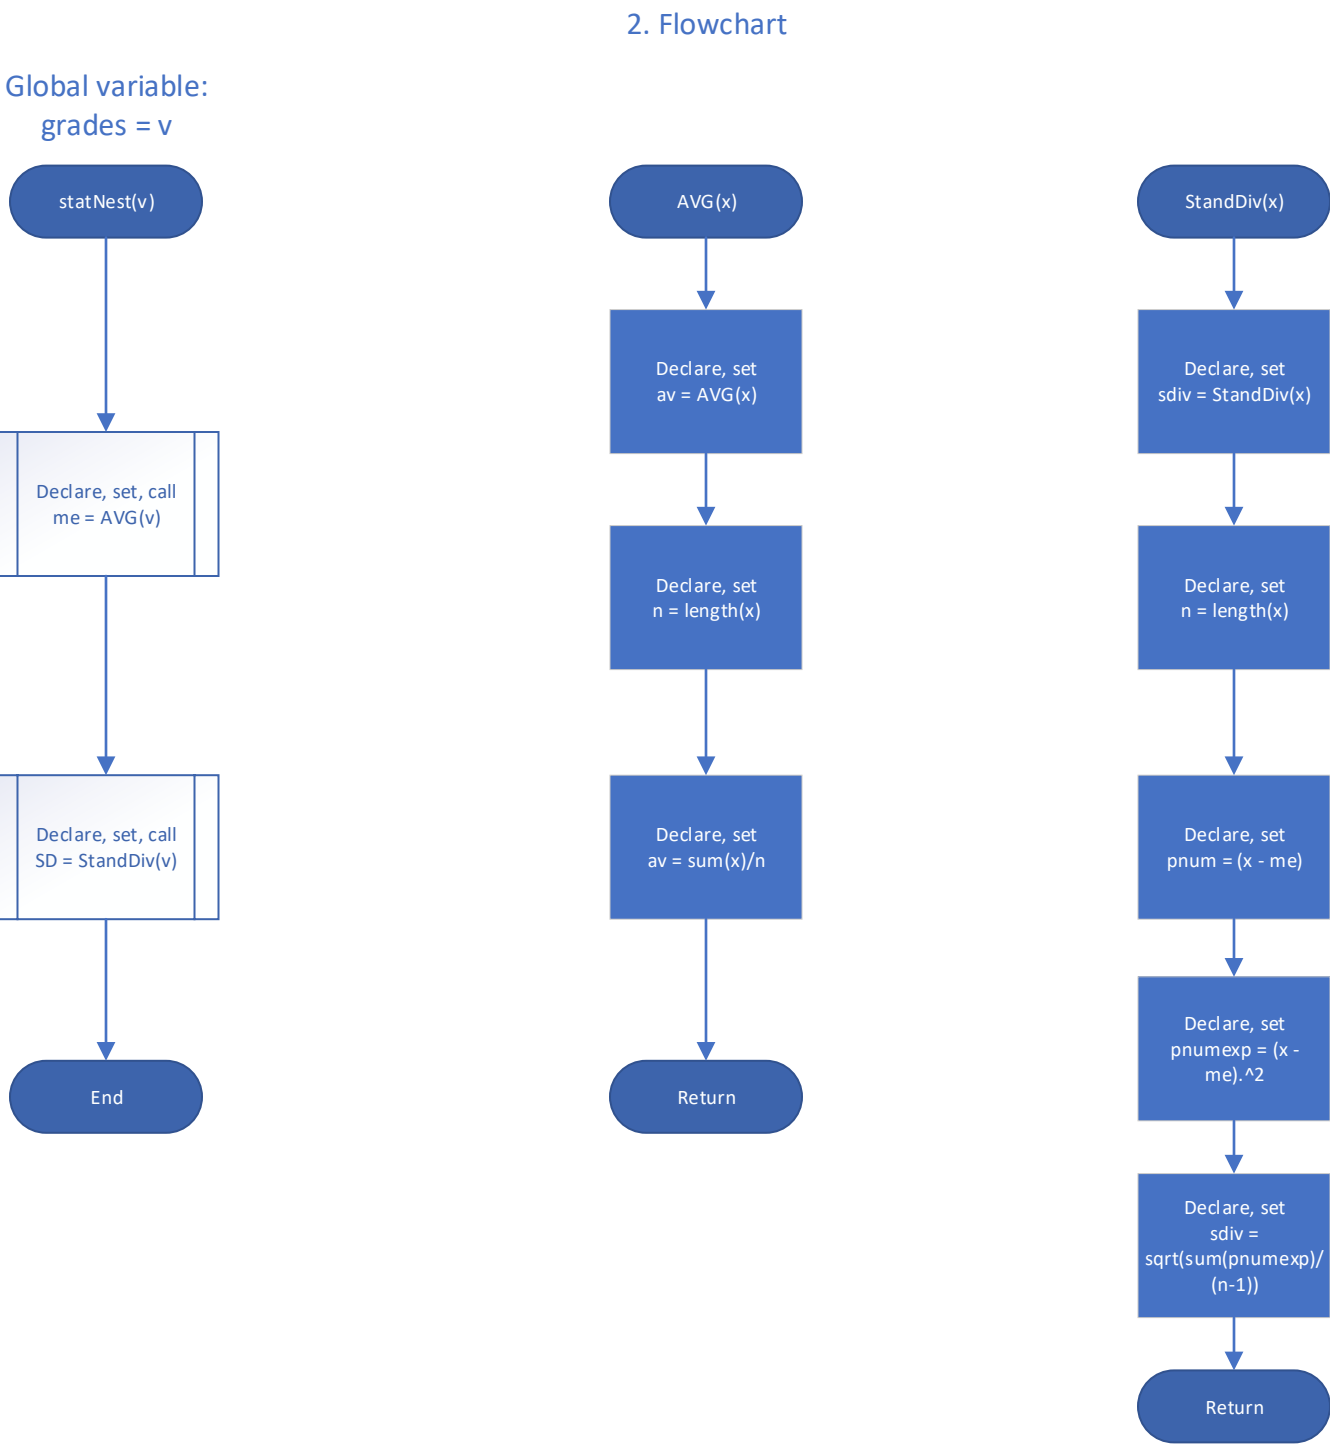 2. Flowchart
Global variable:
grades = v
statNest(v)
Declare, set, call
me = AVG(v)
Declare, set, call
SD = StandDiv(v)
End
AVG(x)
Declare, set
av = AVG(x)
Declare, set
n = length(x)
Declare, set
av = sum(x)/n
Return
StandDiv(x)
Declare, set
sdiv = StandDiv(x)
Declare, set
n = length(x)
Declare, set
pnum = (x - me)
Declare, set
pnumexp = (x -
me).^2
Declare, set
sdiv =
sqrt(sum(pnumexp)/
(n-1))
Return